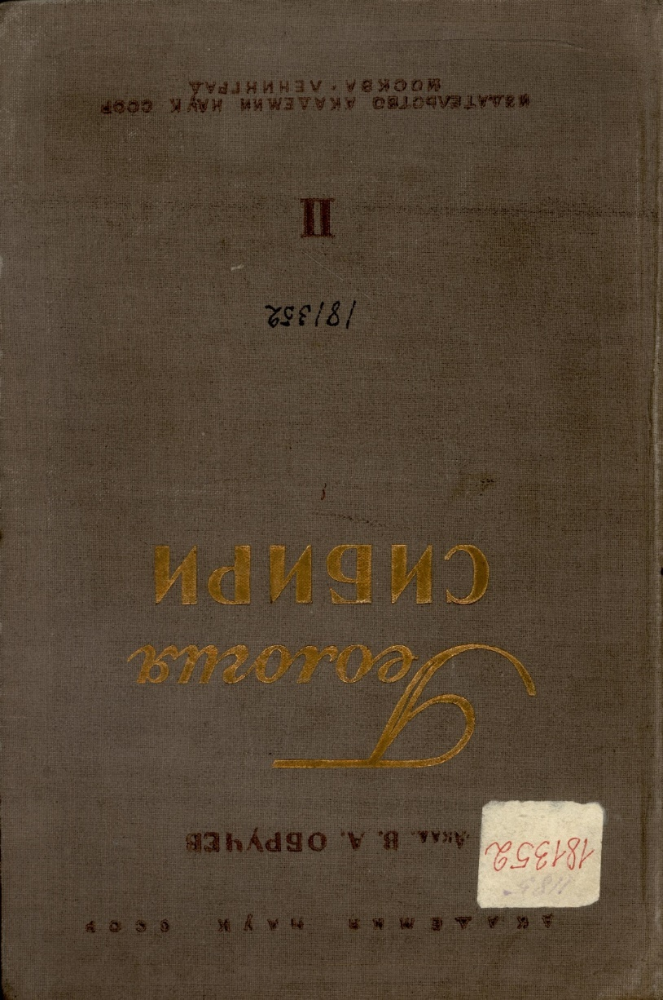 АКАДЕМИЯ НАУК СССР
181352
Акад. В. А. ОБРУЧЕВ
Геология
СИБИРИ
181352
II
ИЗДАТЕЛЬСТВО АКАДЕМИИ НАУК СССР
МОСКВА · ЛЕНИНГРАД